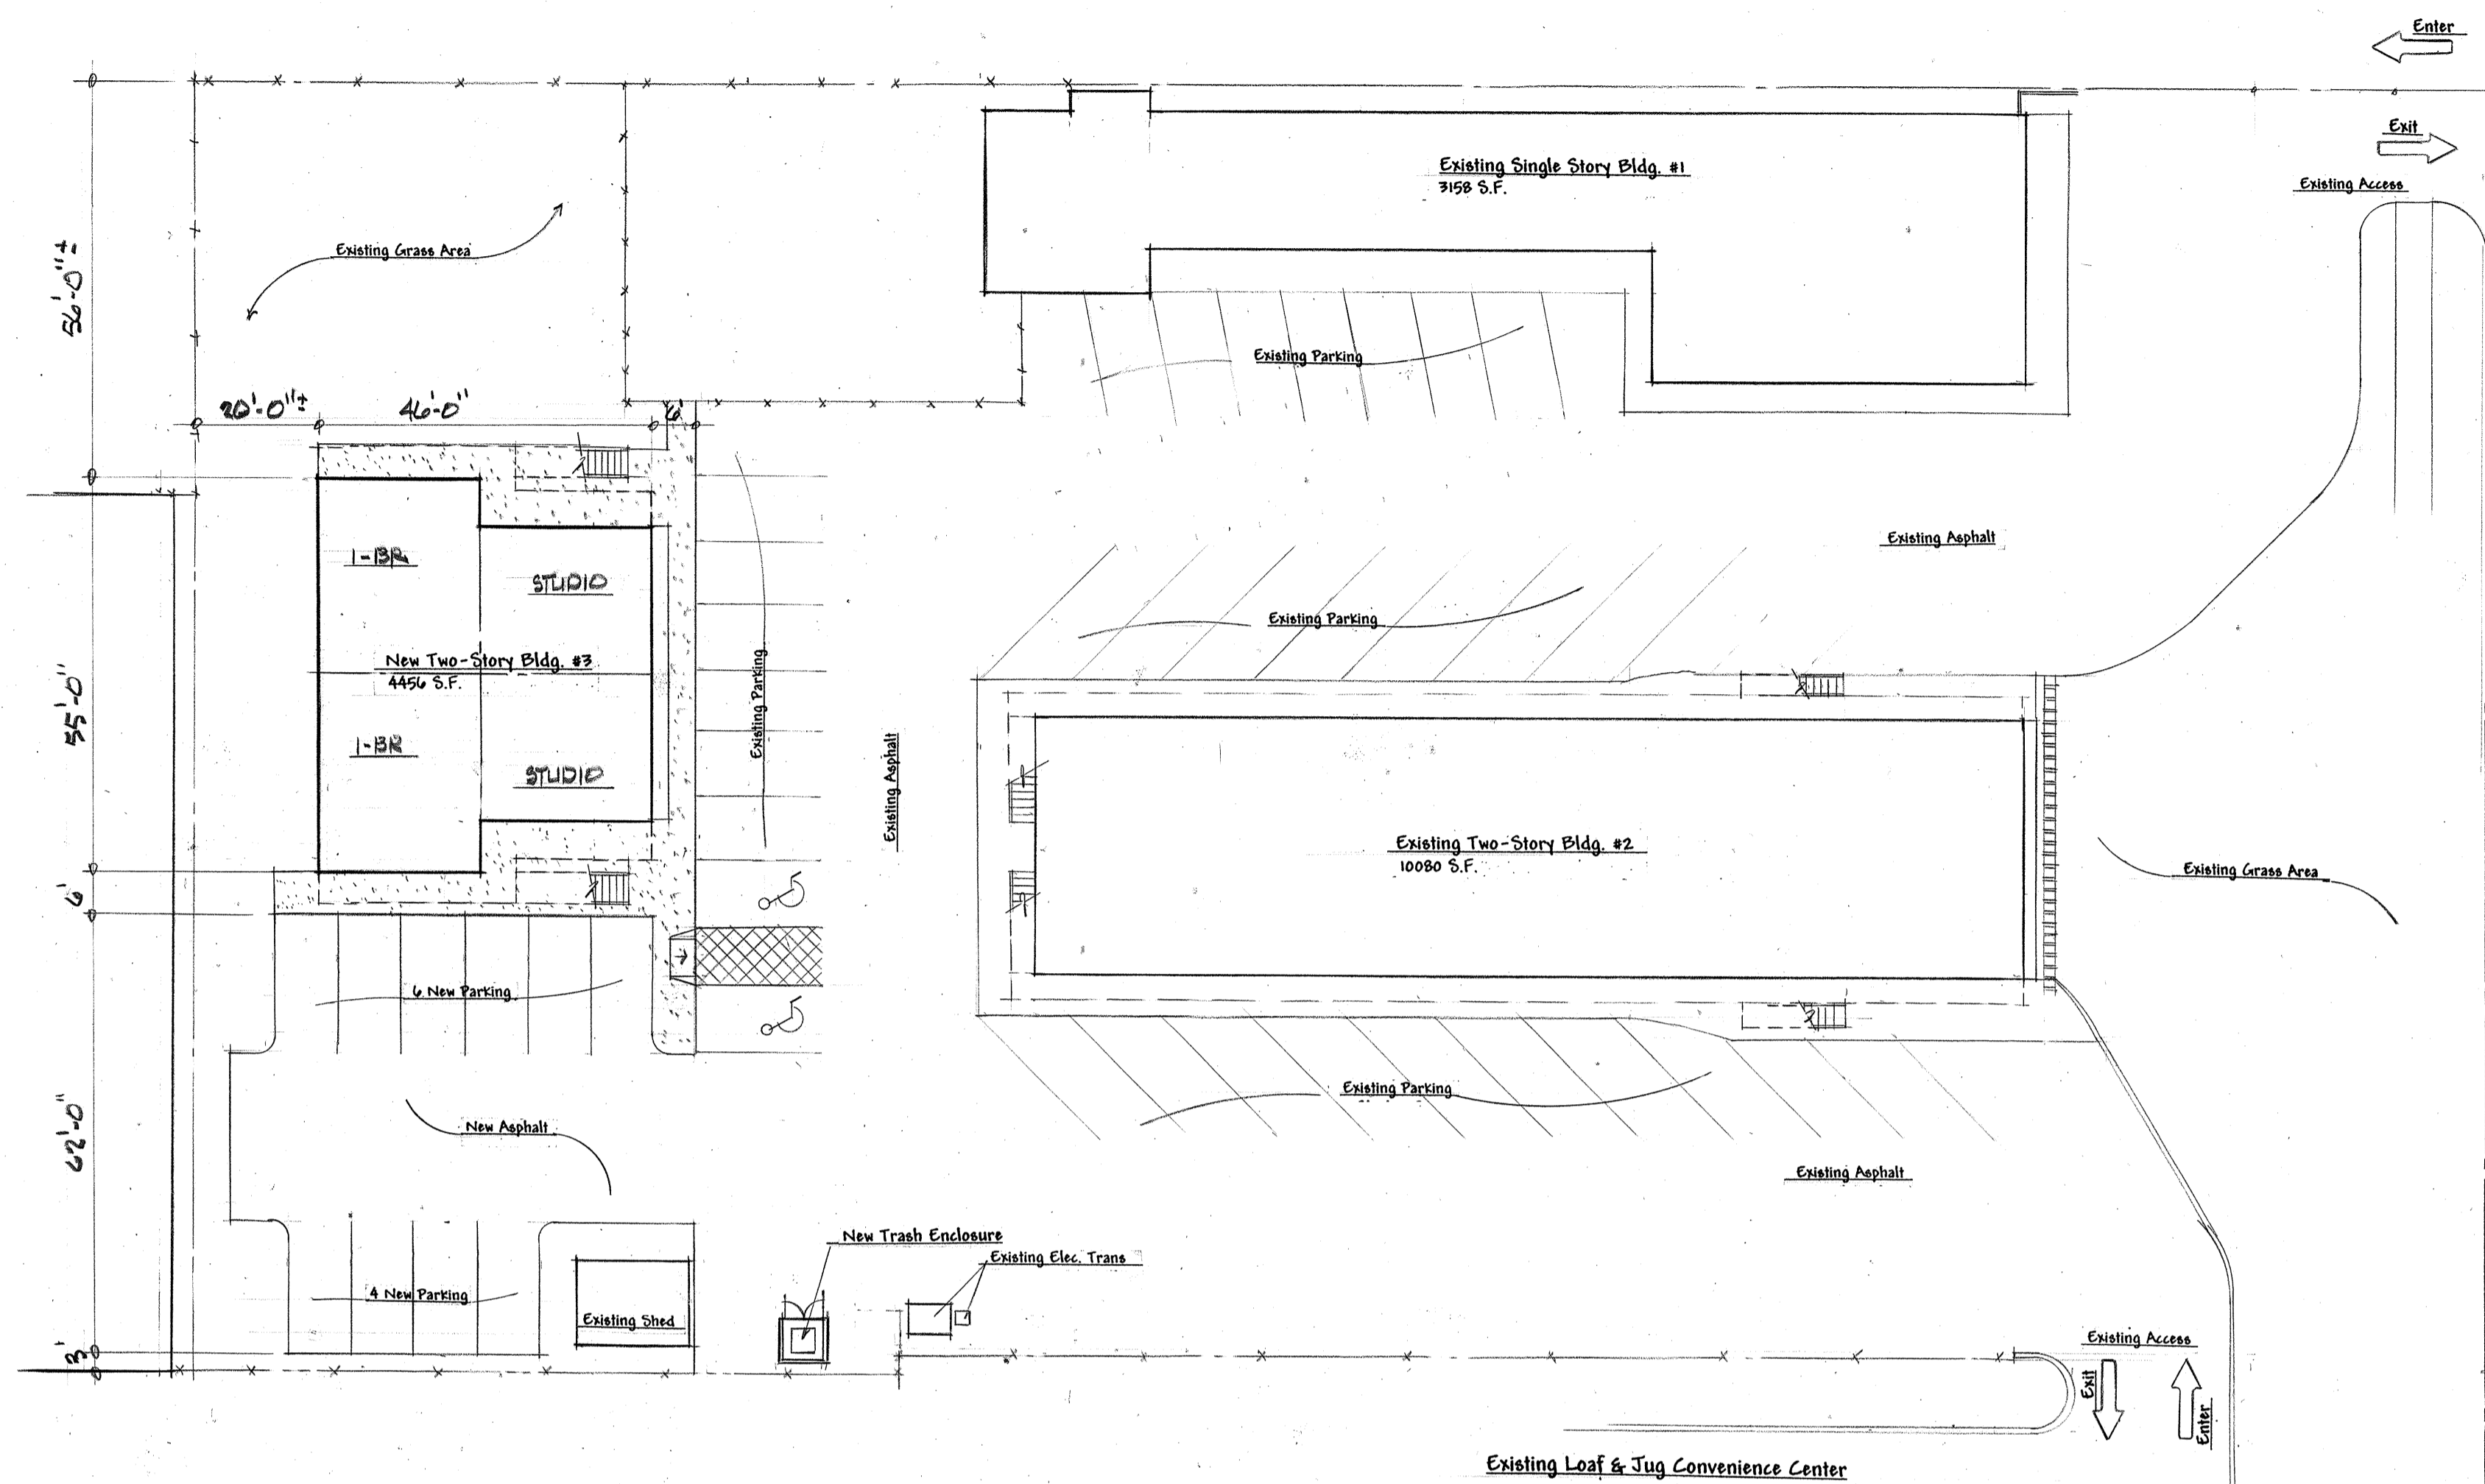 Enter
Exit
Existing Access
Existing Single Story Bldg. #1
3158 S.F.
Existing Grass Area
56'-0"±
Existing Parking
20'-0"±
46'-0"
6'
Existing Asphalt
1-BR
STUDIO
Existing Parking
New Two-Story Bldg. #3
4456 S.F.
55'-0"
Existing Parking
1-BR
STUDIO
Existing Asphalt
Existing Two-Story Bldg. #2
10080 S.F.
Existing Grass Area
6'
6 New Parking
Existing Parking
New Asphalt
62'-0"
Existing Asphalt
New Trash Enclosure
Existing Elec. Trans
4 New Parking
Existing Shed
3'
Existing Access
Exit
Enter
Existing Loaf & Jug Convenience Center